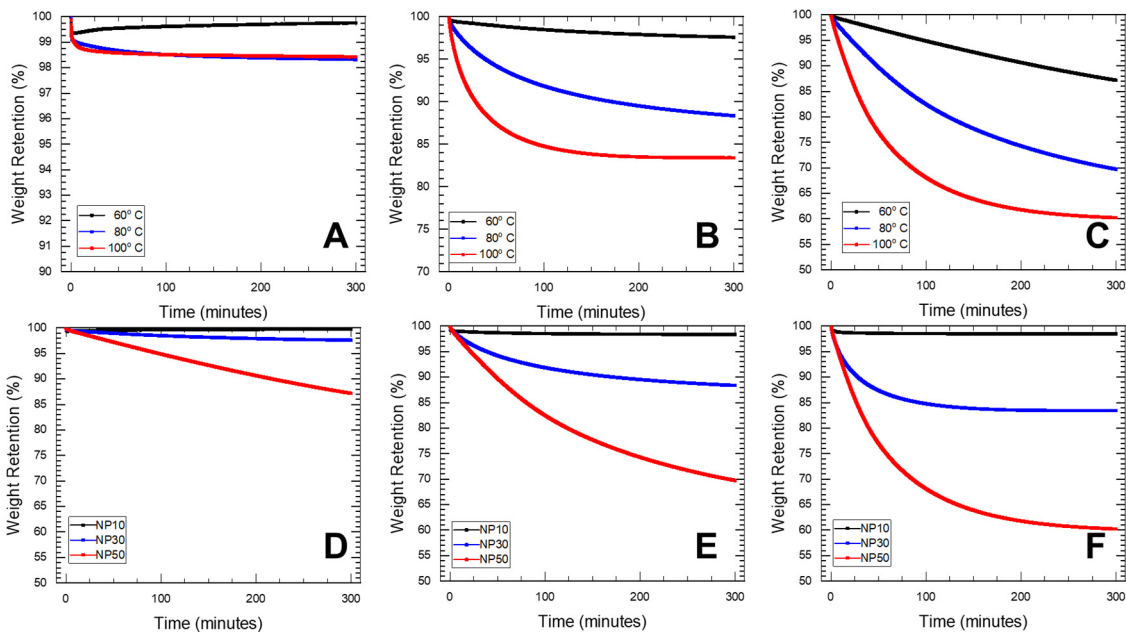 Weight Retention (%)
100
99
98
96
95
94
93
92
91
90
60° C
80° C
100° C
A
0
100
200
300
Time (minutes)
Weight Retention (%)
100
95
90
85
80
75
70
60° C
80° C
100° C
B
0
100
200
300
Time (minutes)
Weight Retention (%)
100
95
90
85
80
75
70
65
60
55
50
60° C
80° C
100° C
C
0
100
200
300
Time (minutes)
Weight Retention (%)
100
95
90
85
80
75
70
65
60
55
50
NP10
NP30
NP50
D
0
100
200
300
Time (minutes)
Weight Retention (%)
100
95
90
85
80
75
70
65
60
55
50
NP10
NP30
NP50
E
0
100
200
300
Time (minutes)
Weight Retention (%)
100
95
90
85
80
75
70
65
60
55
50
NP10
NP30
NP50
F
0
100
200
300
Time (minutes)